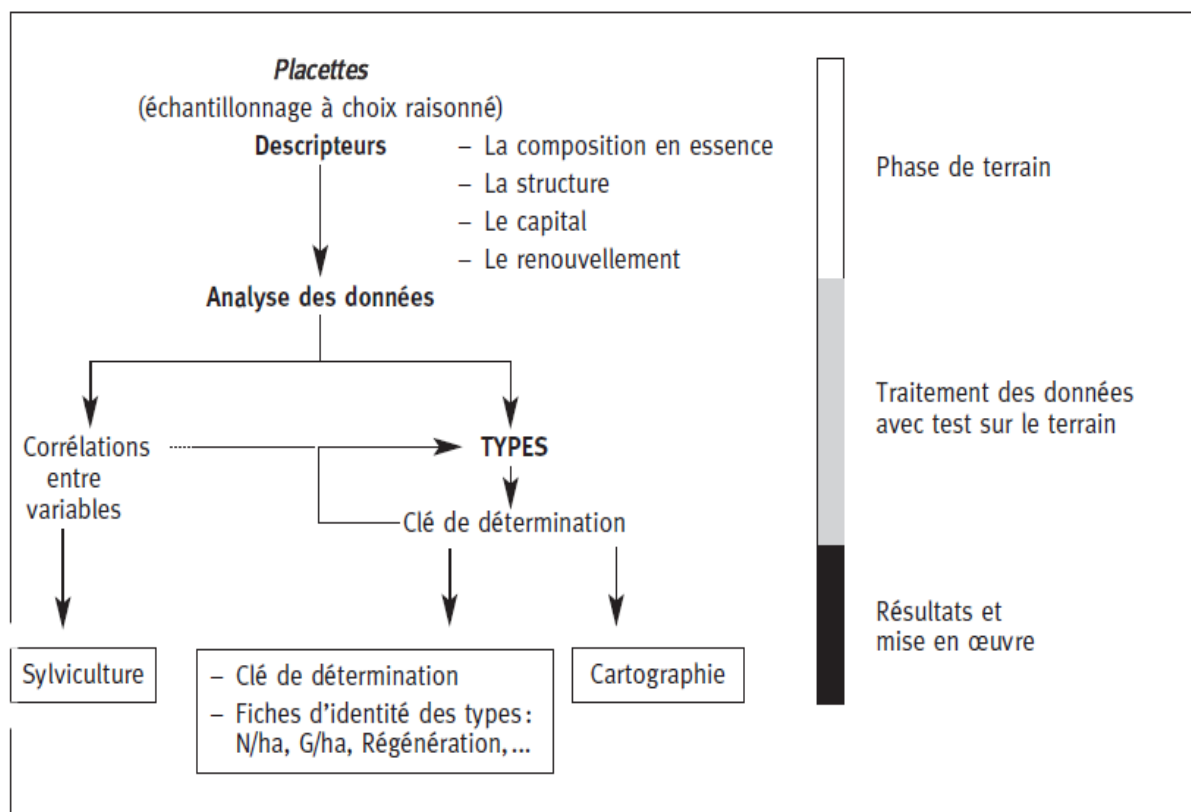 Placettes
(échantillonnage à choix raisonné)
Descripteurs
– La composition en essence
– La structure
– Le capital
– Le renouvellement
Phase de terrain
Analyse des données
Traitement des données
avec test sur le terrain
Corrélations
entre
variables
TYPES
Clé de détermination
Résultats et
mise en œuvre
Sylviculture
– Clé de détermination
– Fiches d'identité des types :
N/ha, G/ha, Régénération, ...
Cartographie